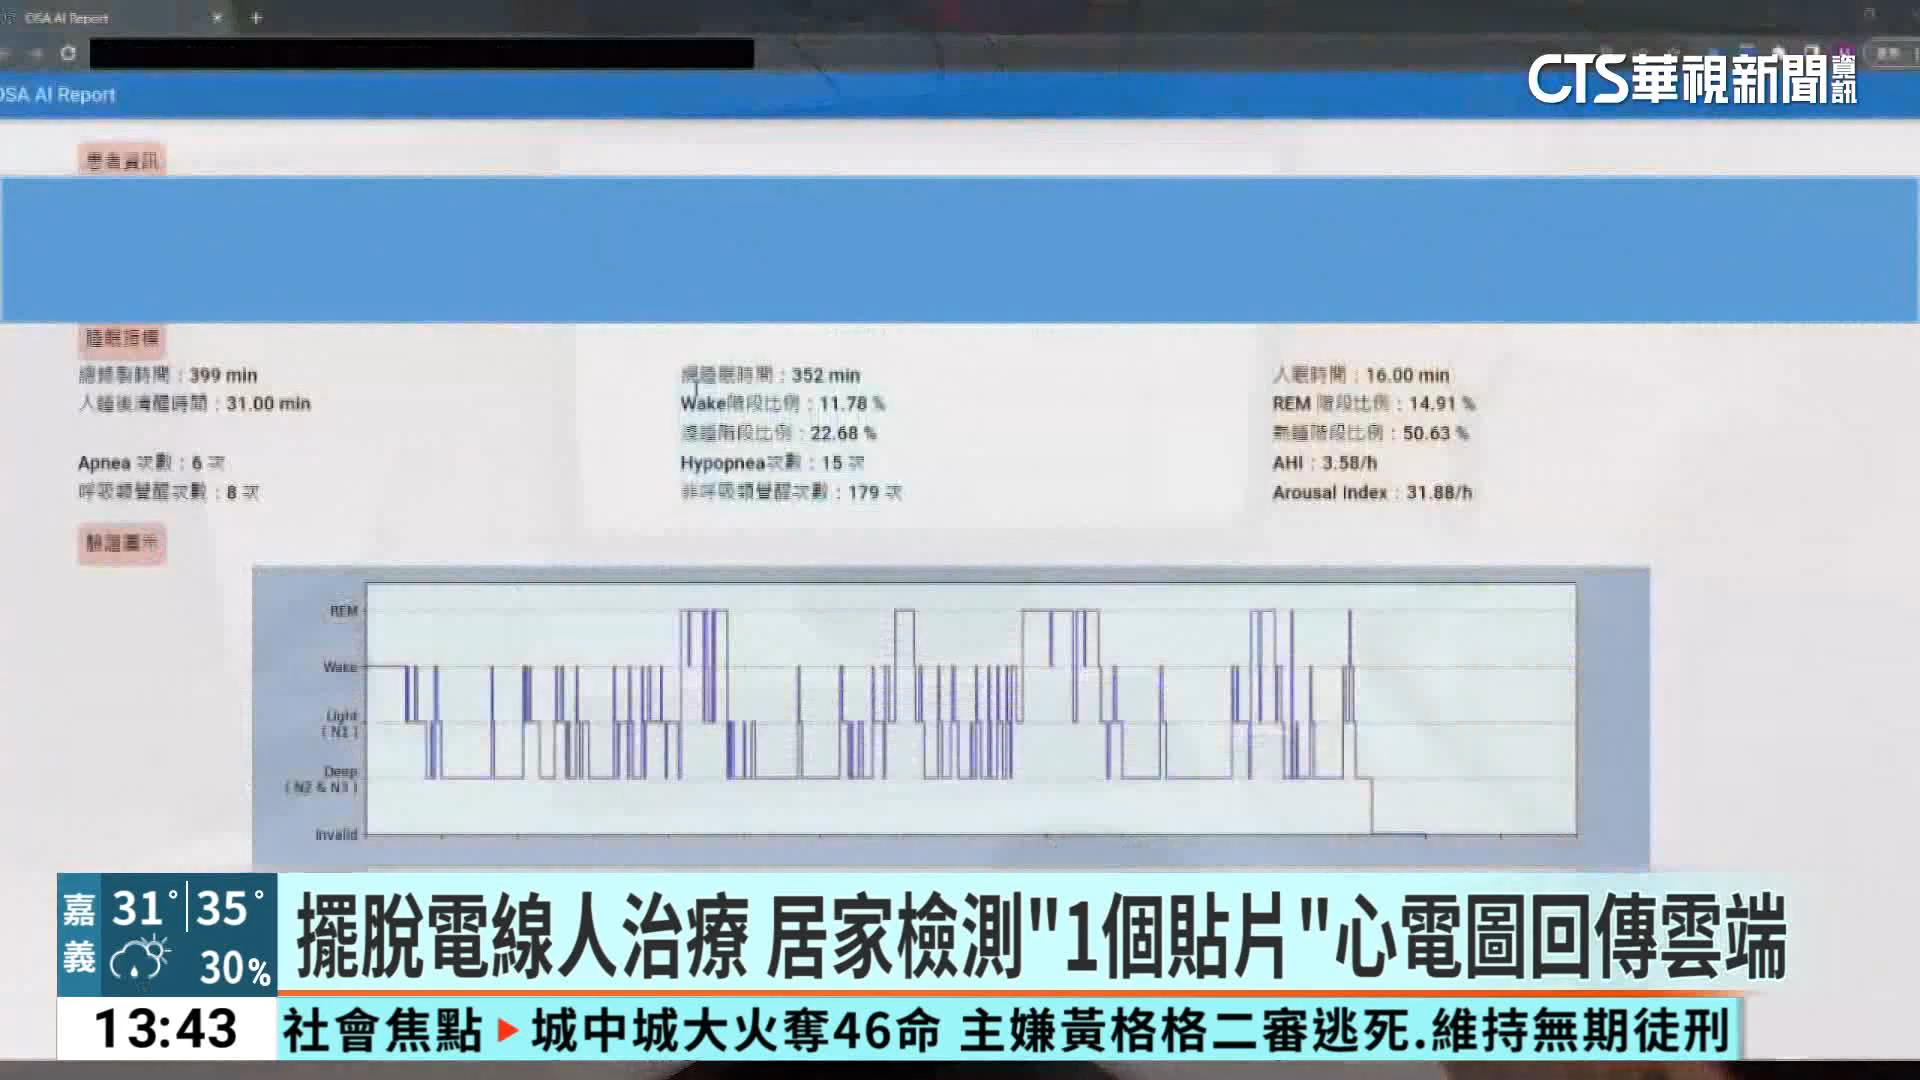 OSA AI Report
CTS華視新聞資訊
OSA AI Report
患者資訊
睡眠指標
總錄製時間：399 min
總睡眠時間：352 min
入眠時間：16.00 min
入睡後清醒時間：31.00 min
Wake階段比例：11.78 %
REM 階段比例：14.91 %
淺睡階段比例：22.68 %
熟睡階段比例：50.63 %
Apnea 次數：6 次
Hypopnea次數：15 次
AHI：3.58/h
呼吸類覺醒次數：8 次
非呼吸類覺醒次數：179 次
Arousal Index：31.88/h
REM
Wake
Light
( N1 )
Deep
( N2 & N3 )
Invalid
嘉義
31° 35°
30%
擺脫電線人治療 居家檢測"1個貼片"心電圖回傳雲端
13:43
社會焦點▶城中城大火奪46命 主嫌黃格格二審逃死.維持無期徒刑